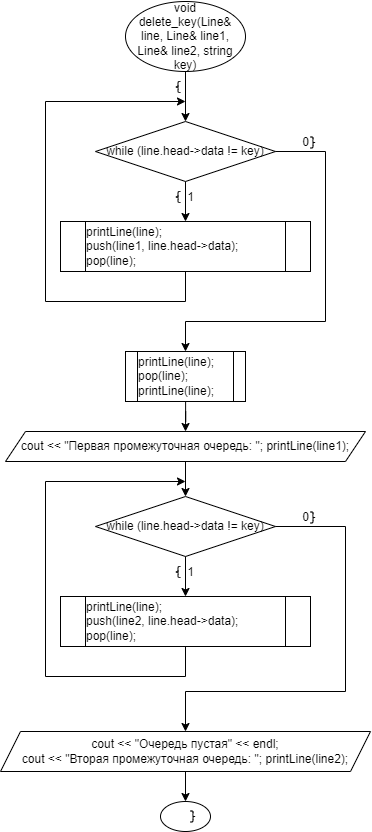 void
delete_key(Line&
line, Line& line1,
Line& line2, string
key)
{
while (line.head->data != key)
0}
{ 1
printLine(line);
push(line1, line.head->data);
pop(line);
printLine(line);
pop(line);
printLine(line);
cout << "Первая промежуточная очередь: "; printLine(line1);
while (line.head->data != key)
0}
{ 1
printLine(line);
push(line2, line.head->data);
pop(line);
cout << "Очередь пустая" << endl;
cout << "Вторая промежуточная очередь: "; printLine(line2);
}